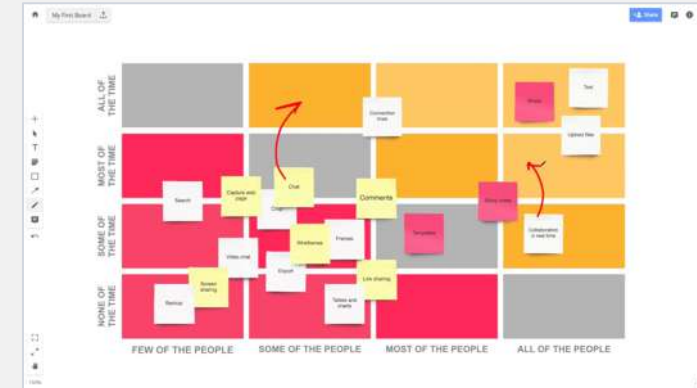 My First Board
Share
ALL OF
THE TIME
Text
Connection
lines
Upload files
MOST OF
THE TIME
Search
Capture web
page
Chat
Comments
Sticky notes
SOME OF
THE TIME
Video chat
Wireframes
Frames
Templates
Collaboration
in real time
Screen
sharing
Export
Link sharing
NONE OF
THE TIME
Tables and
charts
FEW OF THE PEOPLE
SOME OF THE PEOPLE
MOST OF THE PEOPLE
ALL OF THE PEOPLE